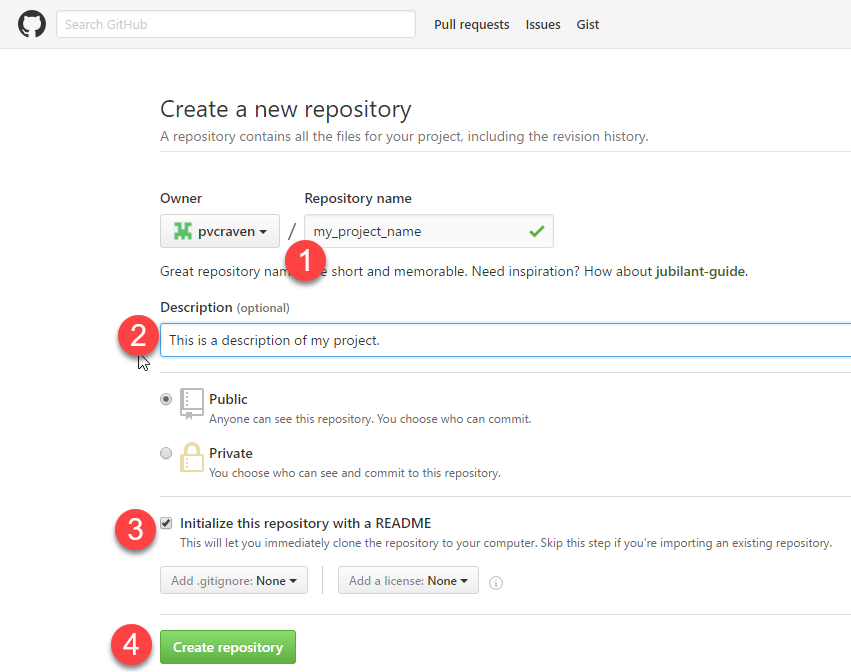 Search GitHub Pull requests Issues Gist
Create a new repository
A repository contains all the files for your project, including the revision history.
Owner Repository name
pvcraven / my_project_name
1
Great repository nam e short and memorable. Need inspiration? How about jubilant-guide.
Description (optional)
2 This is a description of my project.
Public
Anyone can see this repository. You choose who can commit.
Private
You choose who can see and commit to this repository.
3 Initialize this repository with a README
This will let you immediately clone the repository to your computer. Skip this step if you're importing an existing repository.
Add .gitignore: None Add a license: None
4 Create repository